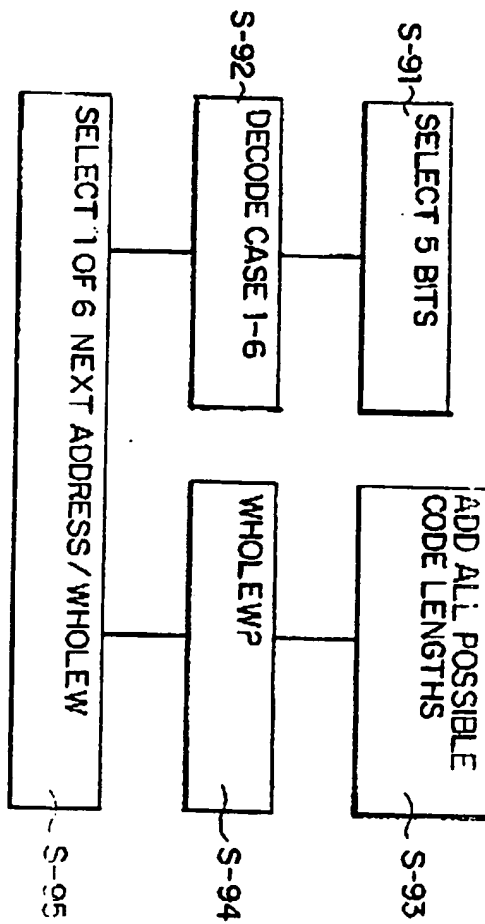 S-91
SELECT 5 BITS
ADD ALL POSSIBLE
CODE LENGTHS
S-93
S-92
DECODE CASE 1-6
WHOLEW?
S-94
SELECT 1 OF 6 NEXT ADDRESS/WHOLEW
S-95